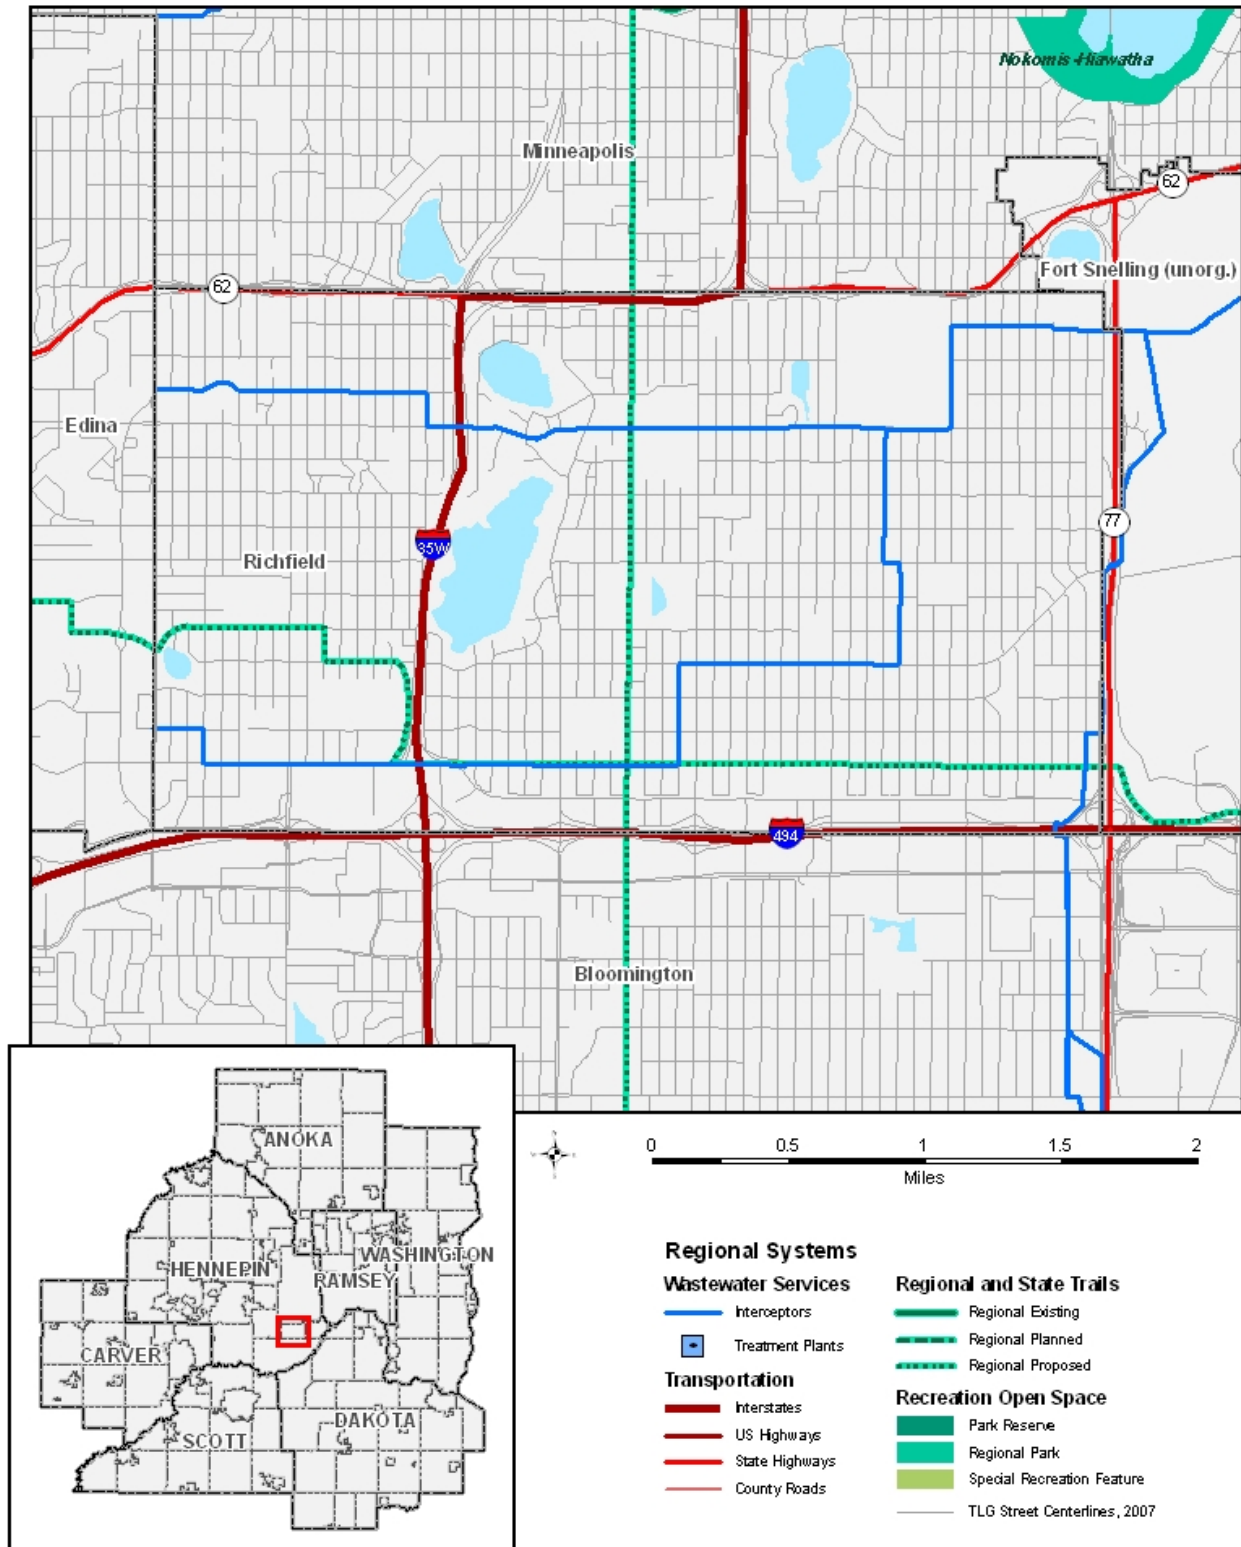 Nokomis-Hiawatha
Minneapolis
62
62
Fort Snelling (unorg.)
Edina
77
35W
Richfield
494
Bloomington
ANOKA
WASHINGTON
HENNEPIN
RAMSEY
CARVER
DAKOTA
SCOTT
0 0.5 1 1.5 2
Miles
Regional Systems
Wastewater Services
Interceptors
Treatment Plants
Transportation
Interstates
US Highways
State Highways
County Roads
Regional and State Trails
Regional Existing
Regional Planned
Regional Proposed
Recreation Open Space
Park Reserve
Regional Park
Special Recreation Feature
TLG Street Centerlines, 2007